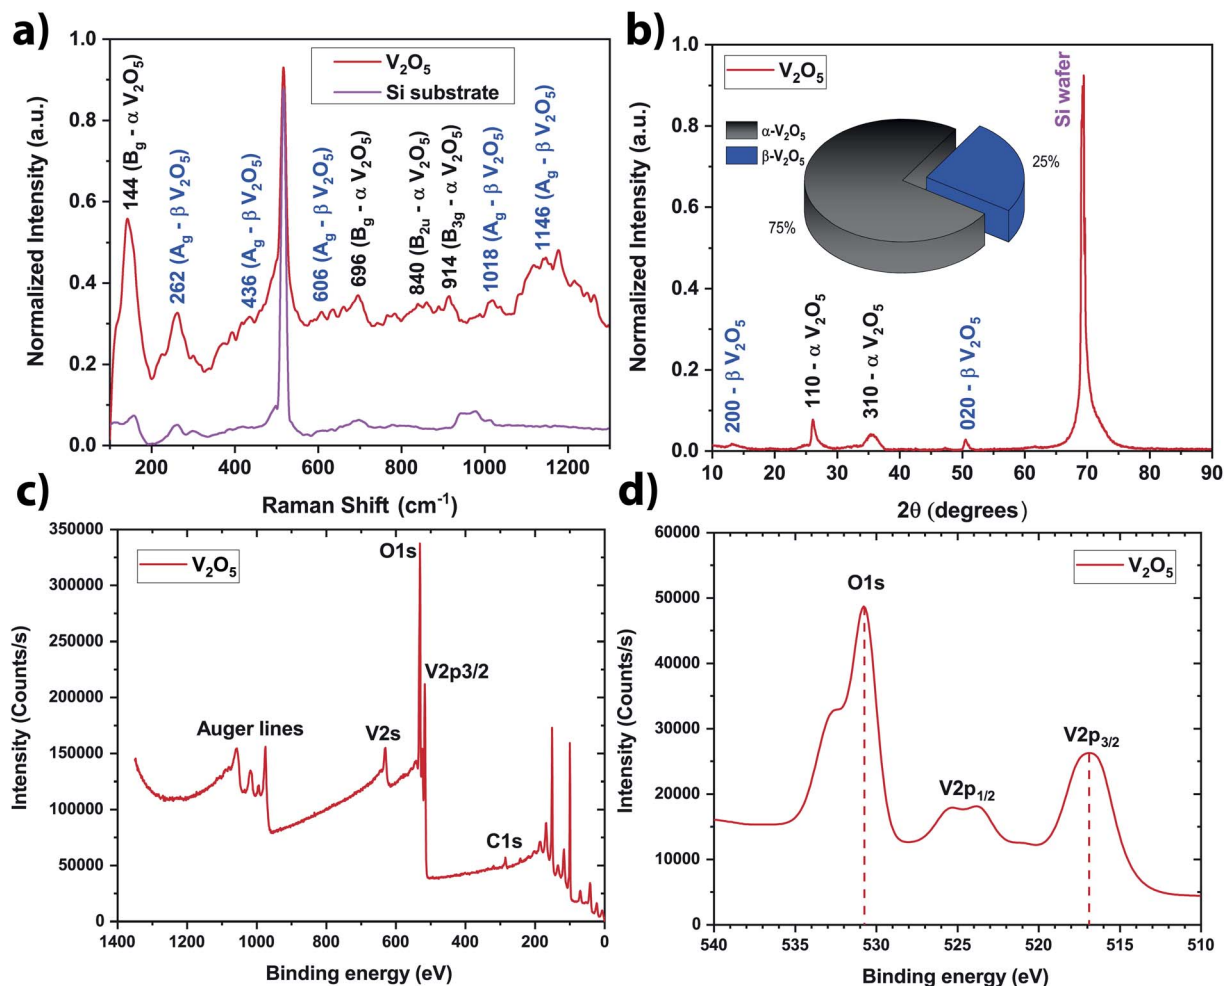 a)
V₂O₅
Si substrate
144 (Bg - α V₂O₅)
262 (Ag - β V₂O₅)
436 (Ag - β V₂O₅)
606 (Ag - β V₂O₅)
696 (Bg - α V₂O₅)
840 (B₂u - α V₂O₅)
914 (B₃g - α V₂O₅)
1018 (Ag - β V₂O₅)
1146 (Ag - β V₂O₅)
Normalized Intensity (a.u.)
1.0
0.8
0.6
0.4
0.2
0.0
200 400 600 800 1000 1200
Raman Shift (cm⁻¹)
b)
V₂O₅
α-V₂O₅
β-V₂O₅
75%
25%
Si wafer
200 - β V₂O₅
110 - α V₂O₅
310 - α V₂O₅
020 - β V₂O₅
Normalized Intensity (a.u.)
1.0
0.8
0.6
0.4
0.2
0.0
10 20 30 40 50 60 70 80 90
2θ (degrees)
c)
V₂O₅
O1s
V2p3/2
Auger lines
V2s
C1s
Intensity (Counts/s)
350000
300000
250000
200000
150000
100000
50000
0
1400 1200 1000 800 600 400 200 0
Binding energy (eV)
d)
V₂O₅
O1s
V2p₁/₂
V2p₃/₂
Intensity (Counts/s)
60000
50000
40000
30000
20000
10000
0
540 535 530 525 520 515 510
Binding energy (eV)